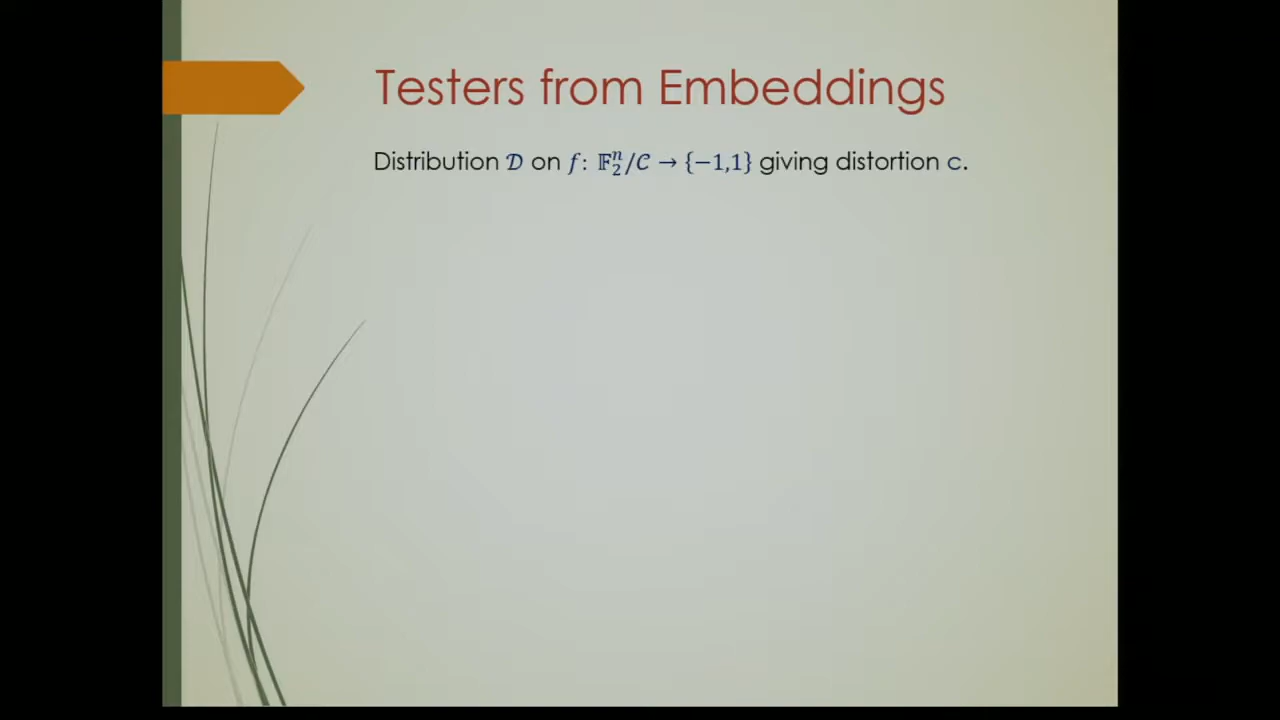 Testers from Embeddings
Distribution 𝒟 on f: 𝔽₂ⁿ/𝒞 → {−1,1} giving distortion c.